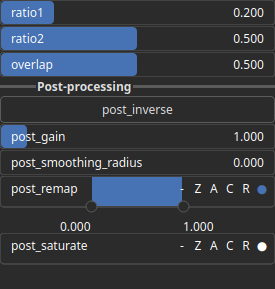 ratio1 0.200
ratio2 0.500
overlap 0.500
Post-processing
post_inverse
post_gain 1.000
post_smoothing_radius 0.000
post_remap - Z A C R
0.000 1.000
post_saturate - Z A C R